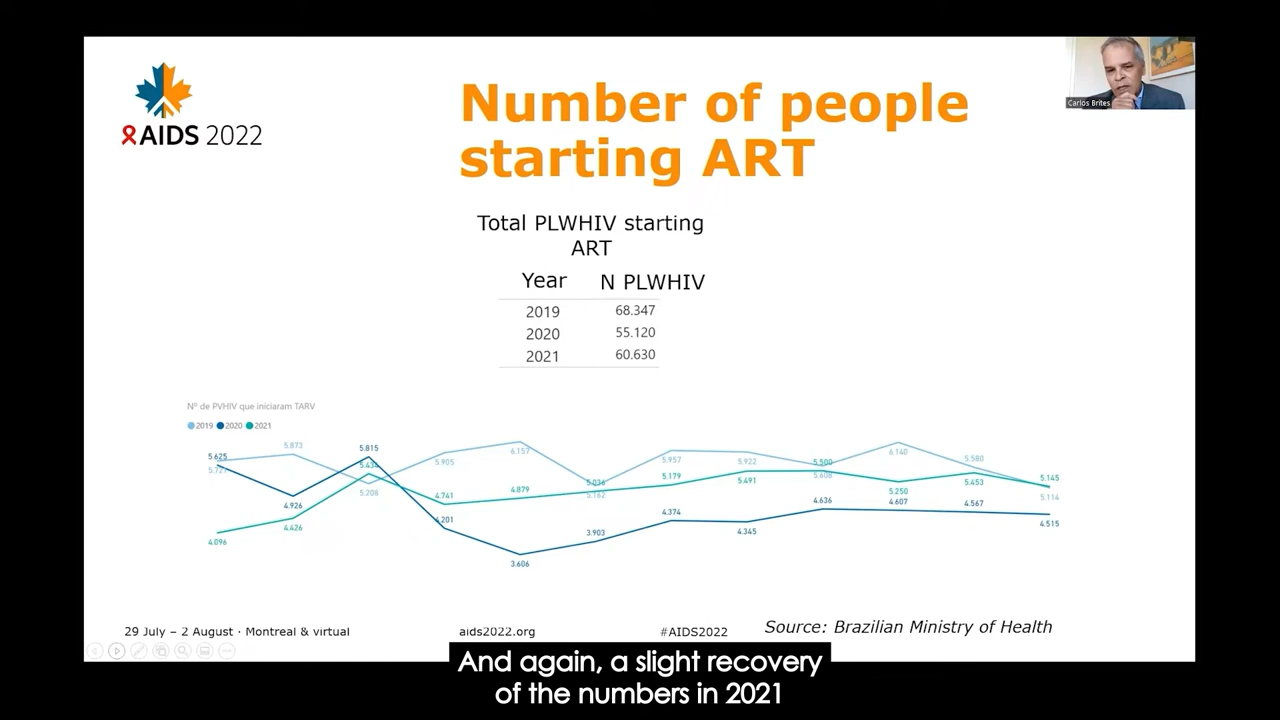 AIDS 2022
Number of people
starting ART
Carlos Brites
Total PLWHIV starting
ART
Year N PLWHIV
2019 68.347
2020 55.120
2021 60.630
Nº de PVHIV que iniciaram TARV
2019 2020 2021
5.625 5.873 5.815 5.905 6.157 5.036 5.957 5.922 5.500 6.140 5.580 5.145
5.434 5.208 4.741 4.879 5.162 5.179 5.491 5.608 5.250 5.453 5.114
4.096 4.426 4.926 4.201 3.606 3.903 4.374 4.345 4.636 4.607 4.567 4.515
29 July – 2 August · Montreal & virtual
aids2022.org
#AIDS2022
Source: Brazilian Ministry of Health
And again, a slight recovery
of the numbers in 2021